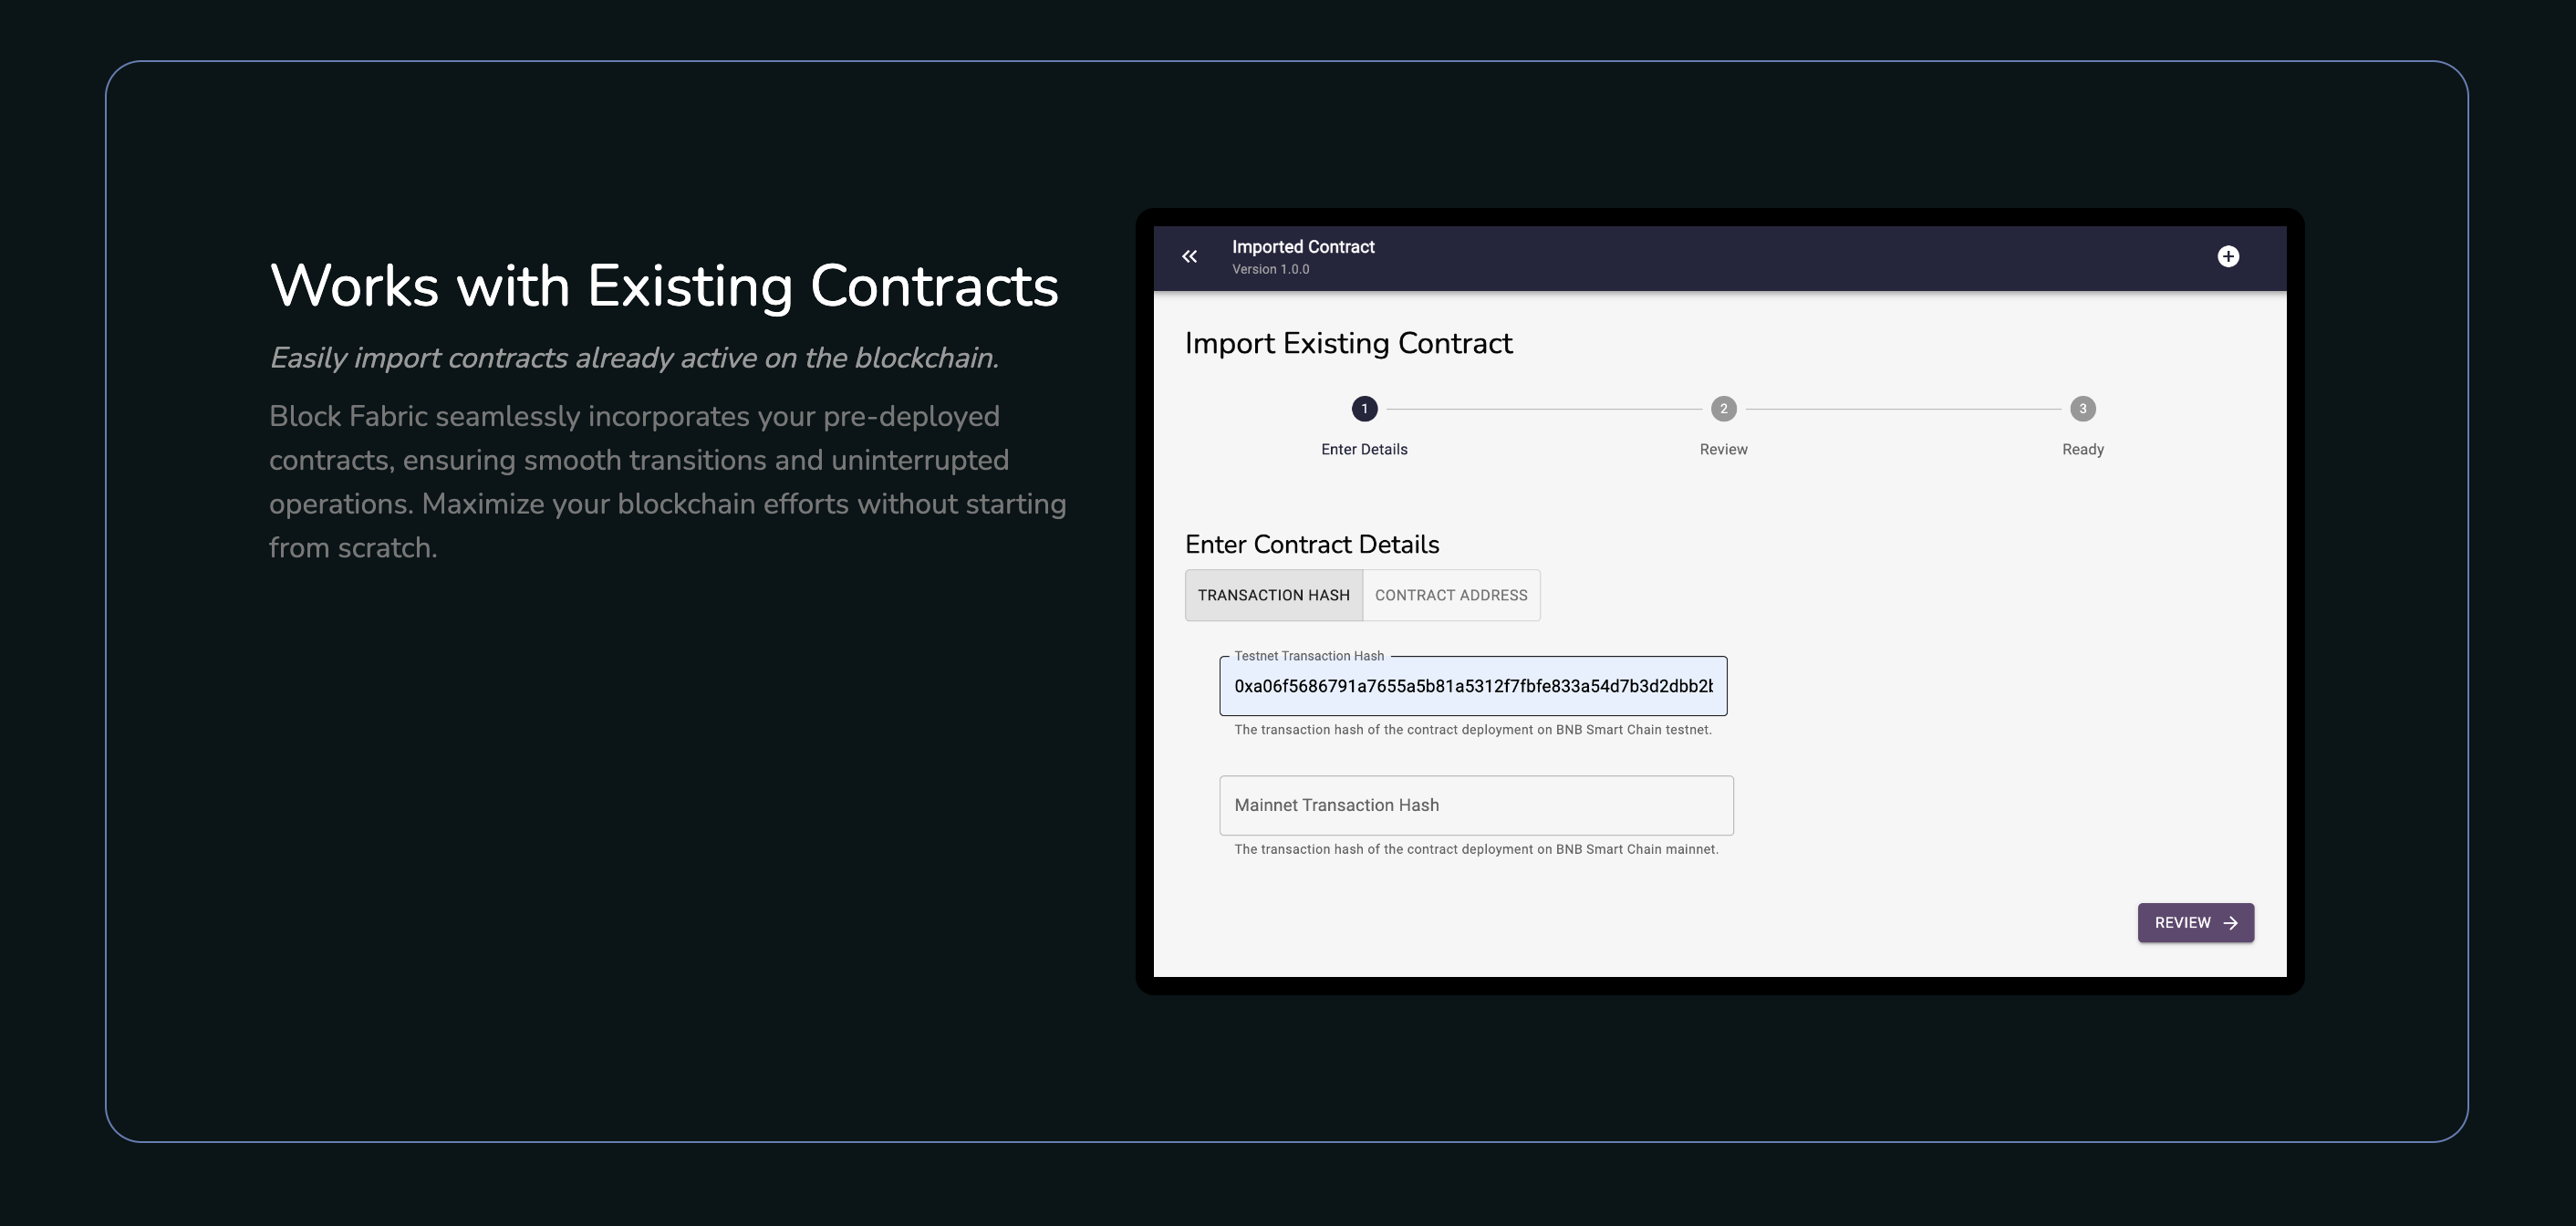 Works with Existing Contracts
Easily import contracts already active on the blockchain.
Block Fabric seamlessly incorporates your pre-deployed
contracts, ensuring smooth transitions and uninterrupted
operations. Maximize your blockchain efforts without starting
from scratch.
Imported Contract
Version 1.0.0
Import Existing Contract
1 2 3
Enter Details Review Ready
Enter Contract Details
TRANSACTION HASH CONTRACT ADDRESS
Testnet Transaction Hash
0xa06f5686791a7655a5b81a5312f7fbfe833a54d7b3d2dbb2b
The transaction hash of the contract deployment on BNB Smart Chain testnet.
Mainnet Transaction Hash
The transaction hash of the contract deployment on BNB Smart Chain mainnet.
REVIEW